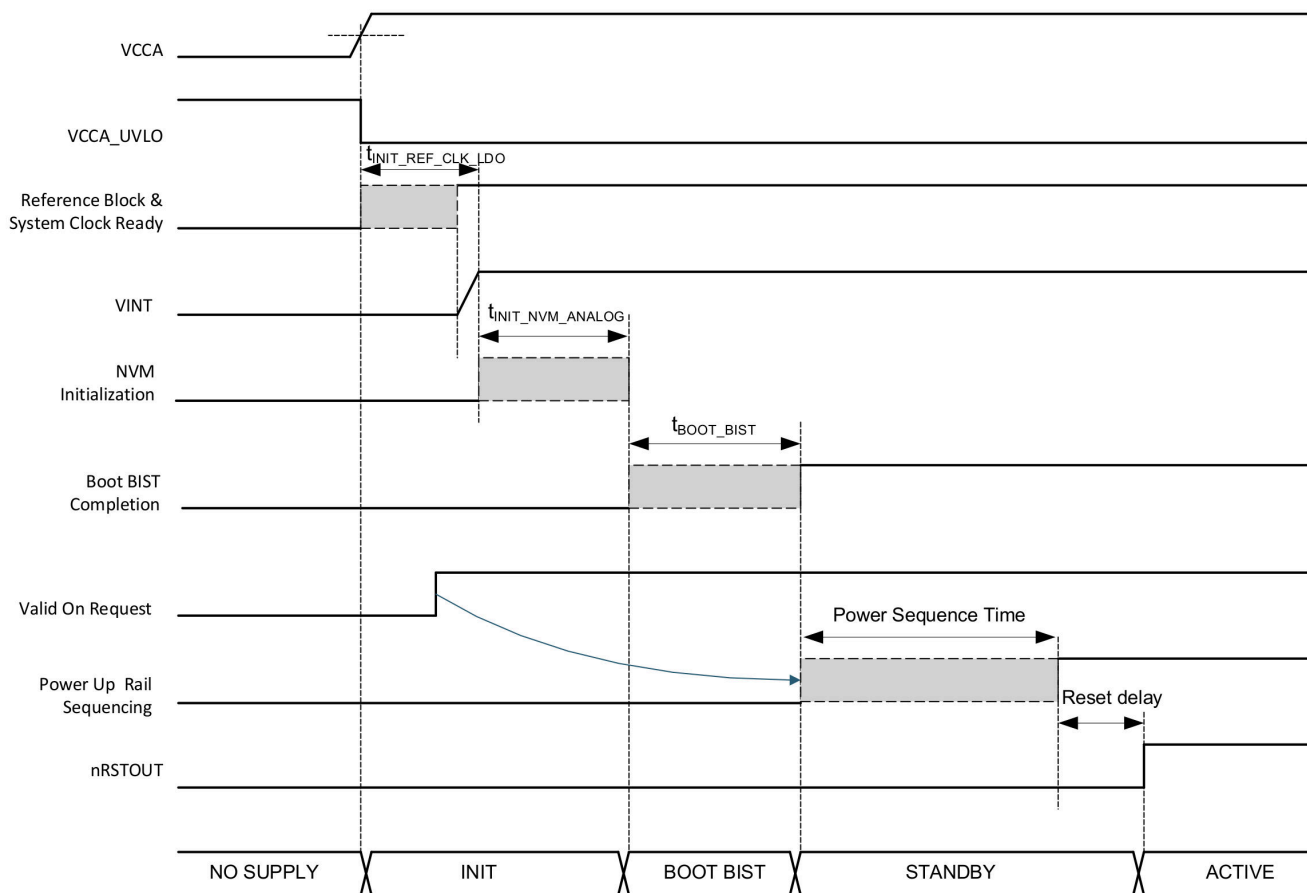 VCCA
VCCA_UVLO
tINIT_REF_CLK_LDO
Reference Block &
System Clock Ready
VINT
tINIT_NVM_ANALOG
NVM
Initialization
tBOOT_BIST
Boot BIST
Completion
Valid On Request
Power Sequence Time
Power Up Rail
Sequencing
Reset delay
nRSTOUT
NO SUPPLY
INIT
BOOT BIST
STANDBY
ACTIVE